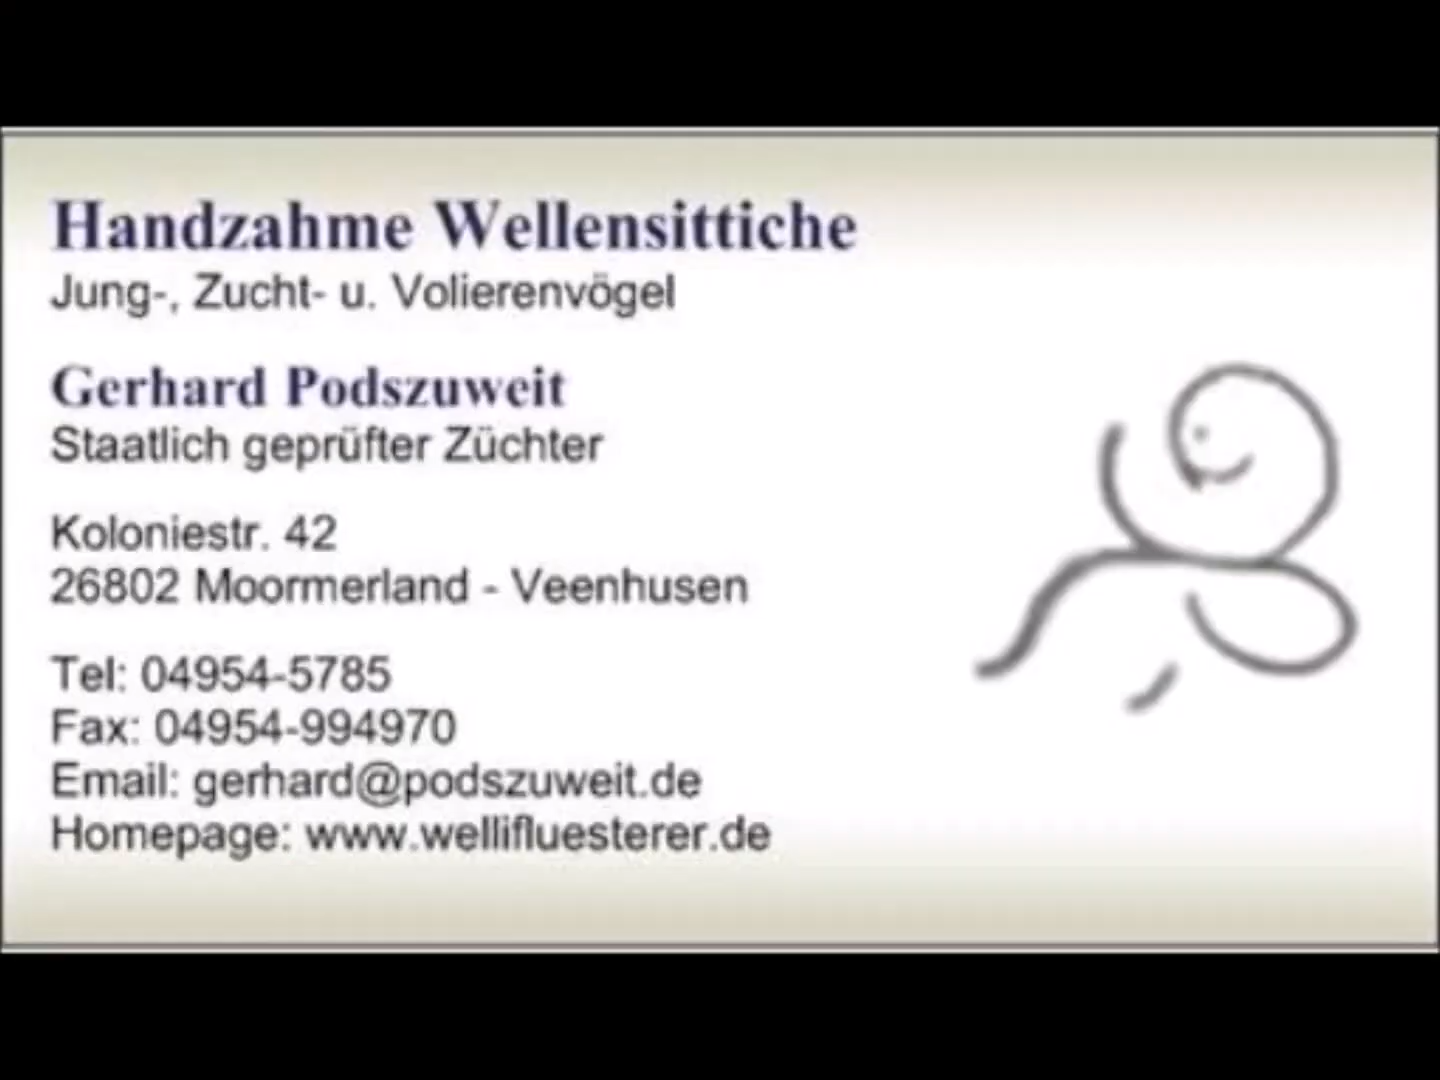 Handzahme Wellensittiche
Jung-, Zucht- u. Volierenvögel
Gerhard Podszuweit
Staatlich geprüfter Züchter
Koloniestr. 42
26802 Moormerland - Veenhusen
Tel: 04954-5785
Fax: 04954-994970
Email: gerhard@podszuweit.de
Homepage: www.wellifluesterer.de